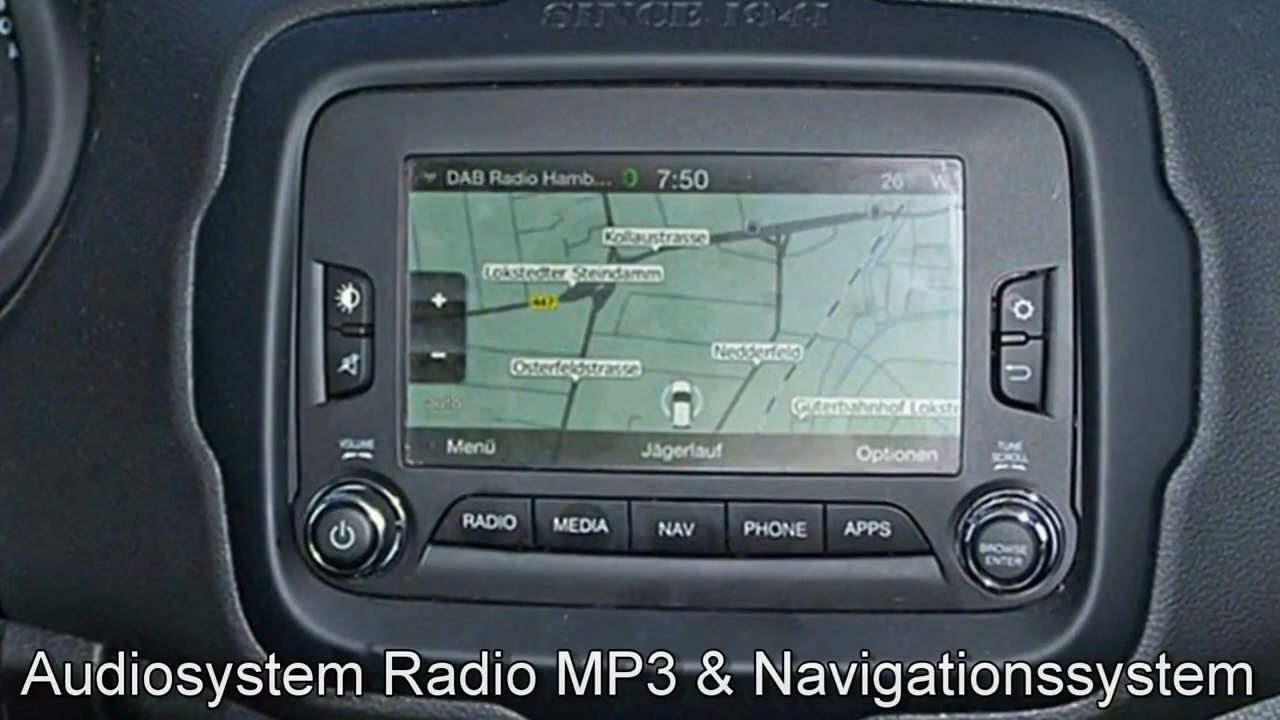 SINCE 1941
DAB Radio Hamb... 7:50 26 W
Kollaustrasse
Lokstedter Steindamm
447
Nedderfeld
Osterfeldstrasse
auto
Güterbahnhof Lokst
Menü Jägerlauf Optionen
VOLUME
TUNE
SCROLL
RADIO MEDIA NAV PHONE APPS
BROWSE
ENTER
Audiosystem Radio MP3 & Navigationssystem